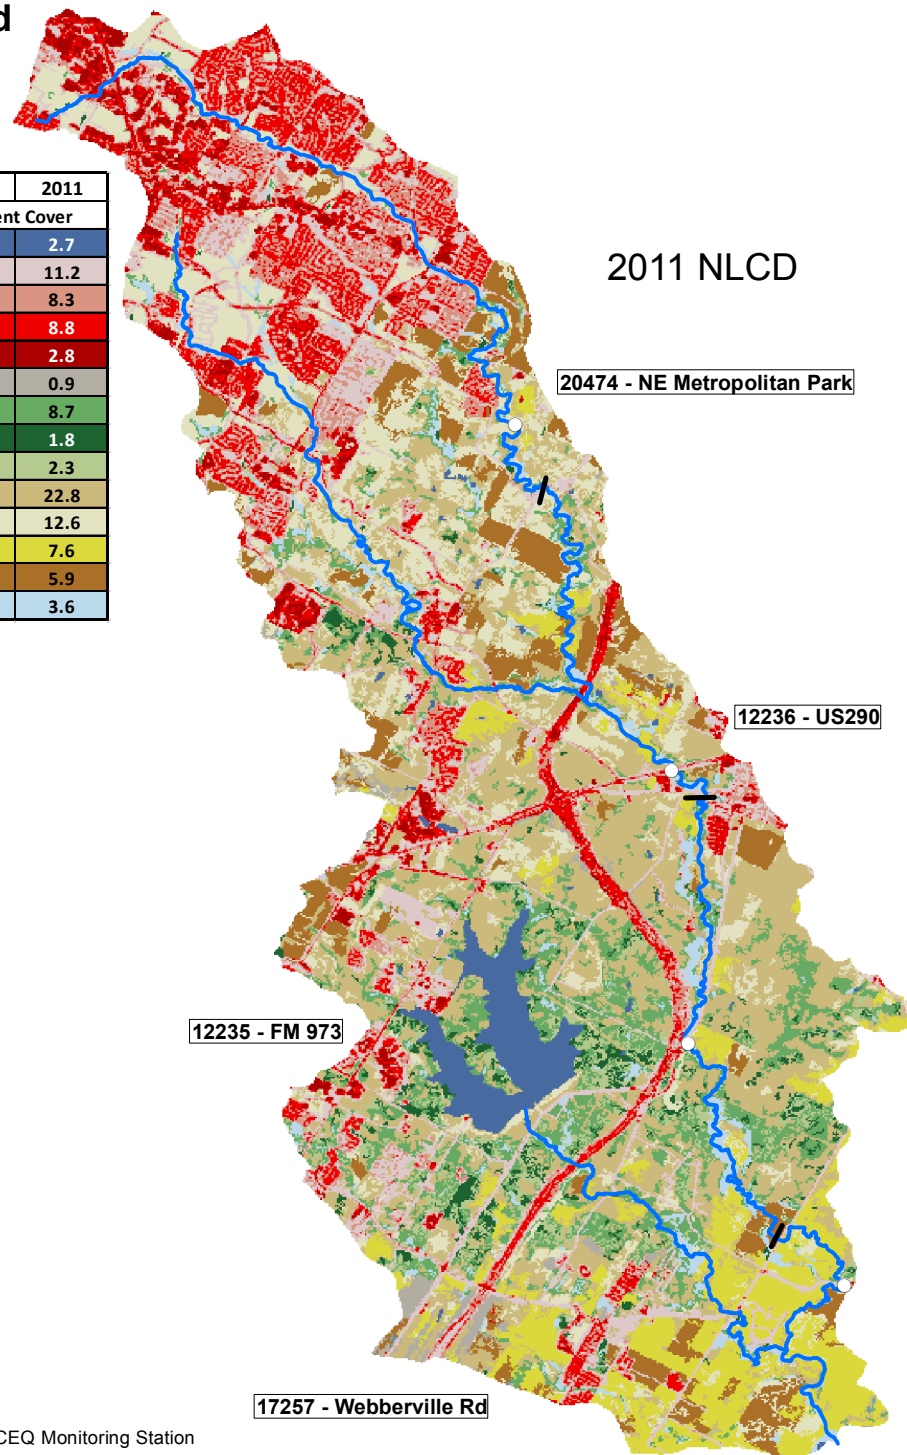 d
2011
ent Cover
2.7
11.2
8.3
8.8
2.8
0.9
8.7
1.8
2.3
22.8
12.6
7.6
5.9
3.6
2011 NLCD
20474 - NE Metropolitan Park
12236 - US290
12235 - FM 973
17257 - Webberville Rd
CEQ Monitoring Station